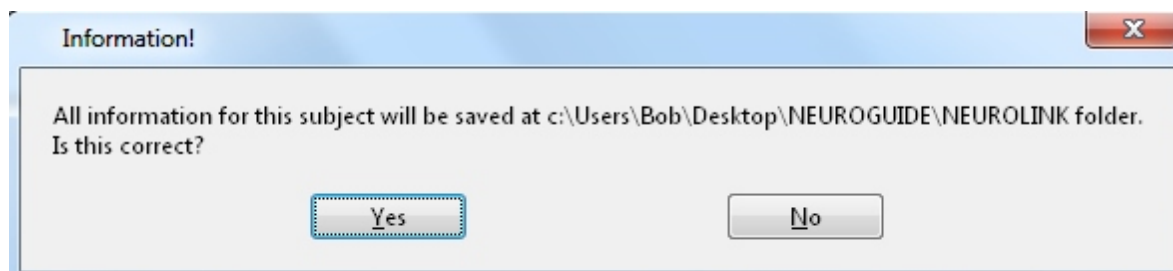 Information!
All information for this subject will be saved at c:\Users\Bob\Desktop\NEUROGUIDE\NEUROLINK folder.
Is this correct?
Yes No